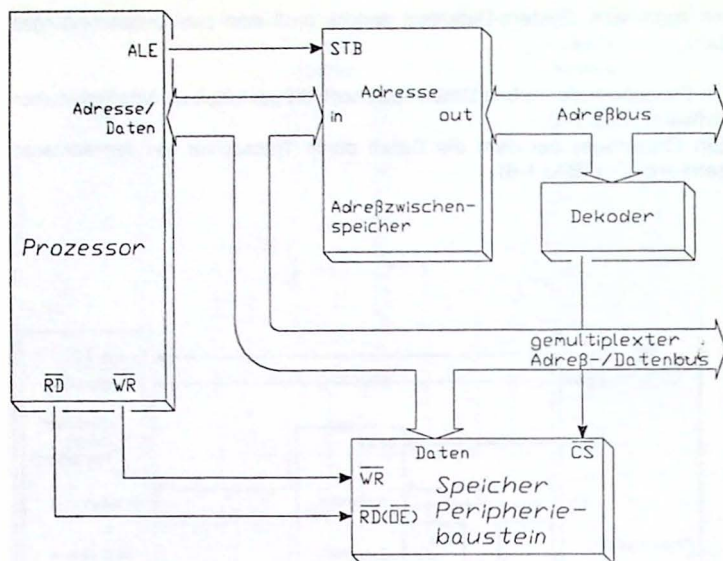 ALE
STB
Adresse/
Daten
Adresse
in out
Adreßbus
Adreßzwischen-
speicher
Dekoder
Prozessor
gemultiplexter
Adreß-/Datenbus
RD WR
Daten CS
WR
Speicher
RD(OE) Peripherie-
baustein